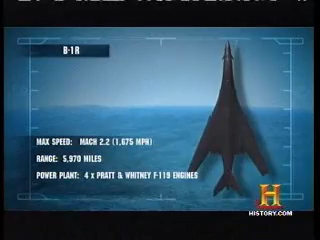 B-1R
MAX SPEED: MACH 2.2 (1,675 MPH)
RANGE: 5,970 MILES
POWER PLANT: 4 x PRATT & WHITNEY F-119 ENGINES
H
HISTORY.COM